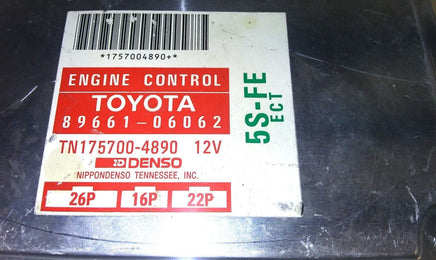 *1757004890+*
ENGINE CONTROL
TOYOTA
89661-06062
TN175700-4890 12V
DENSO
NIPPONDENSO TENNESSEE, INC.
26P 16P 22P
5S-FE
ECT